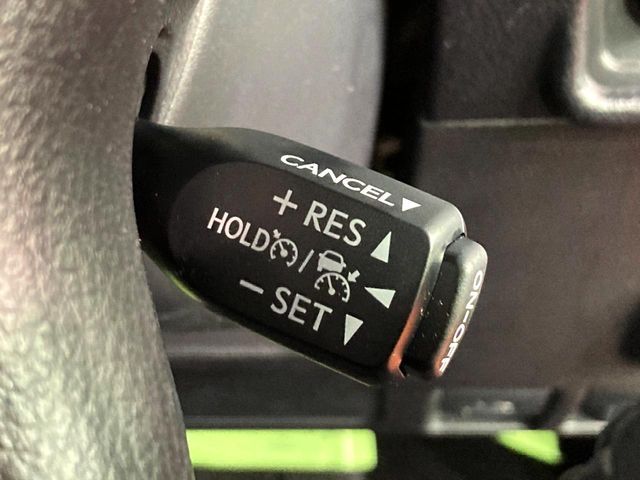 CANCEL▼
+ RES ▲
HOLD / ◀
− SET ▼
ON-OFF